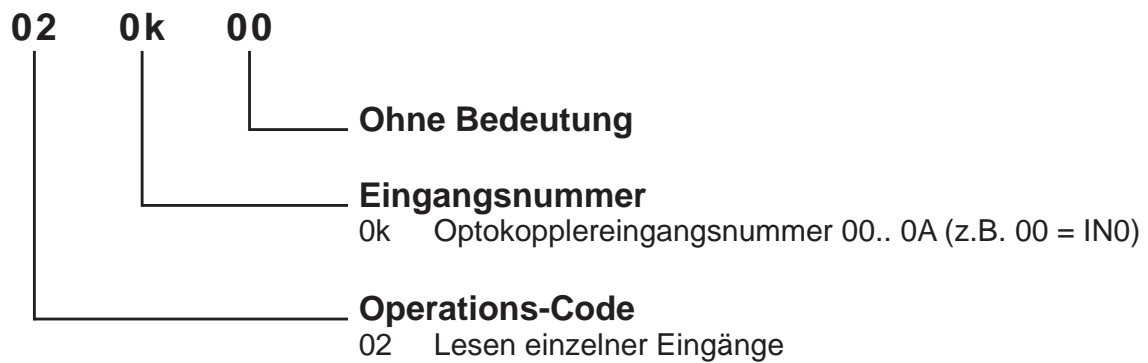 02 0k 00
Ohne Bedeutung
Eingangsnummer
0k Optokopplereingangsnummer 00.. 0A (z.B. 00 = IN0)
Operations-Code
02 Lesen einzelner Eingänge